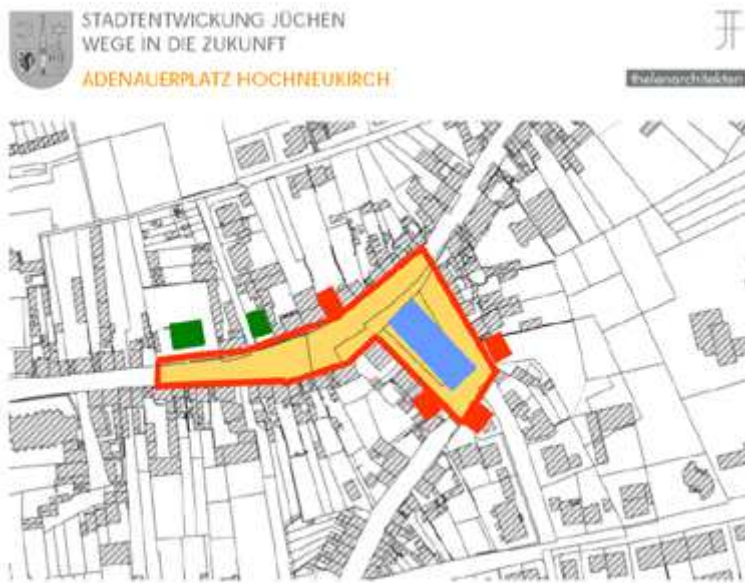 STADTENTWICKUNG JÜCHEN
WEGE IN DIE ZUKUNFT
ADENAUERPLATZ HOCHNEUKIRCH
thelenarchitekten